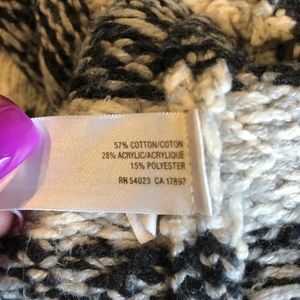 57% COTTON/COTON
28% ACRYLIC/ACRYLIQUE
15% POLYESTER
RN 54023 CA 17897